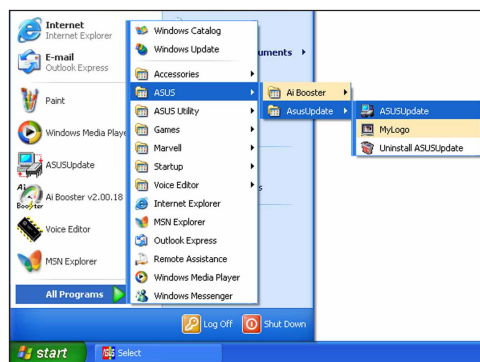 Internet
Internet Explorer
E-mail
Outlook Express
Paint
Windows Media Playe
ASUSUpdate
Ai Booster v2.00.18
Voice Editor
MSN Explorer
All Programs
Windows Catalog
Windows Update
Accessories
ASUS
ASUS Utility
Games
Marvell
Startup
Voice Editor
Internet Explorer
MSN Explorer
Outlook Express
Remote Assistance
Windows Media Player
Windows Messenger
uments
s
Ai Booster
AsusUpdate
ASUSUpdate
MyLogo
Uninstall ASUSUpdate
Log Off
Shut Down
start
Select